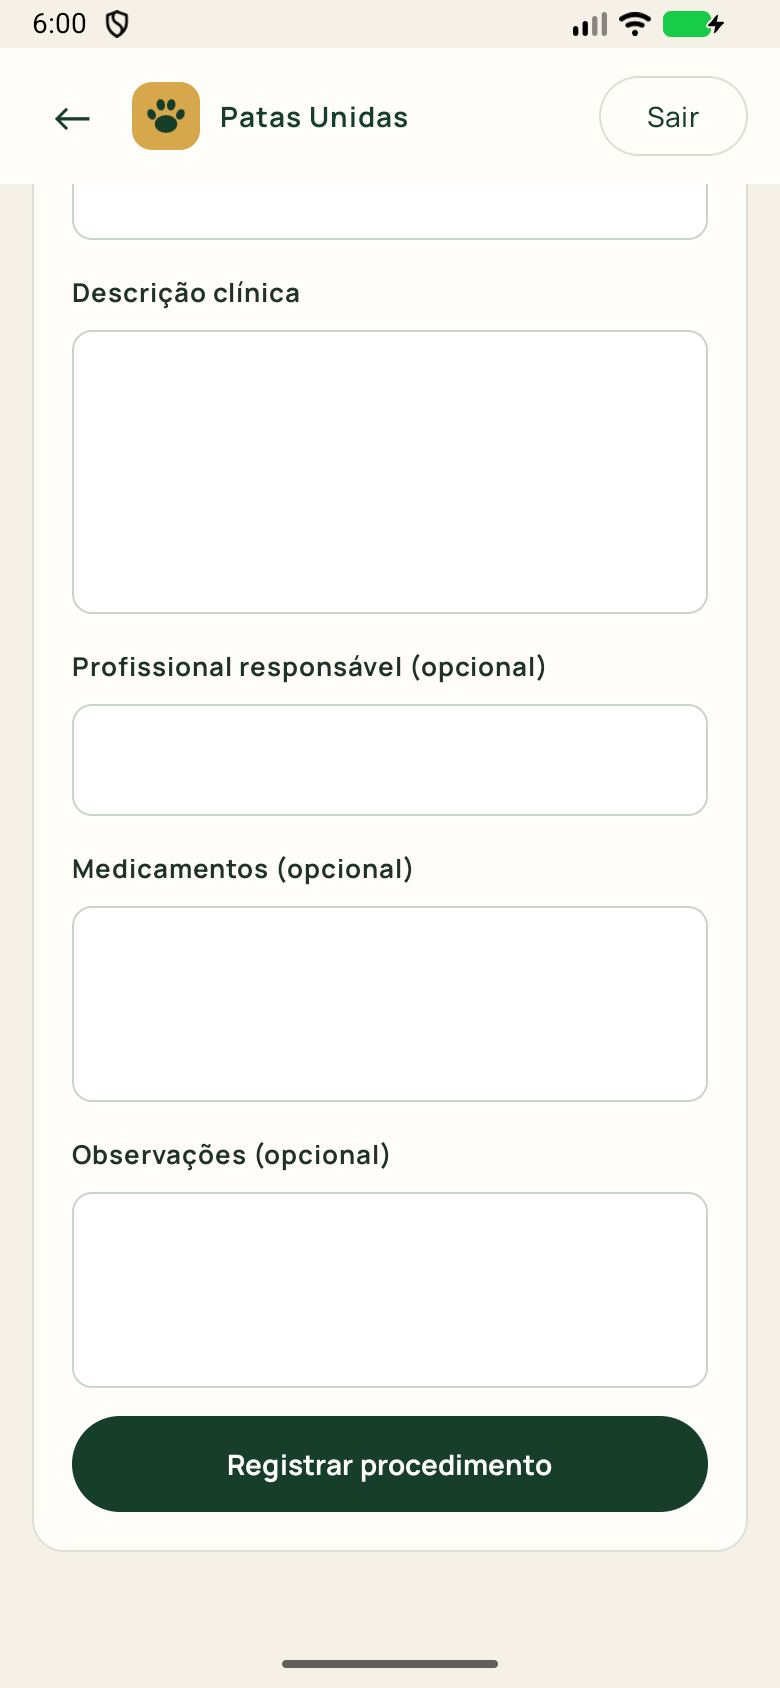 6:00
Patas Unidas
Sair
Descrição clínica
Profissional responsável (opcional)
Medicamentos (opcional)
Observações (opcional)
Registrar procedimento